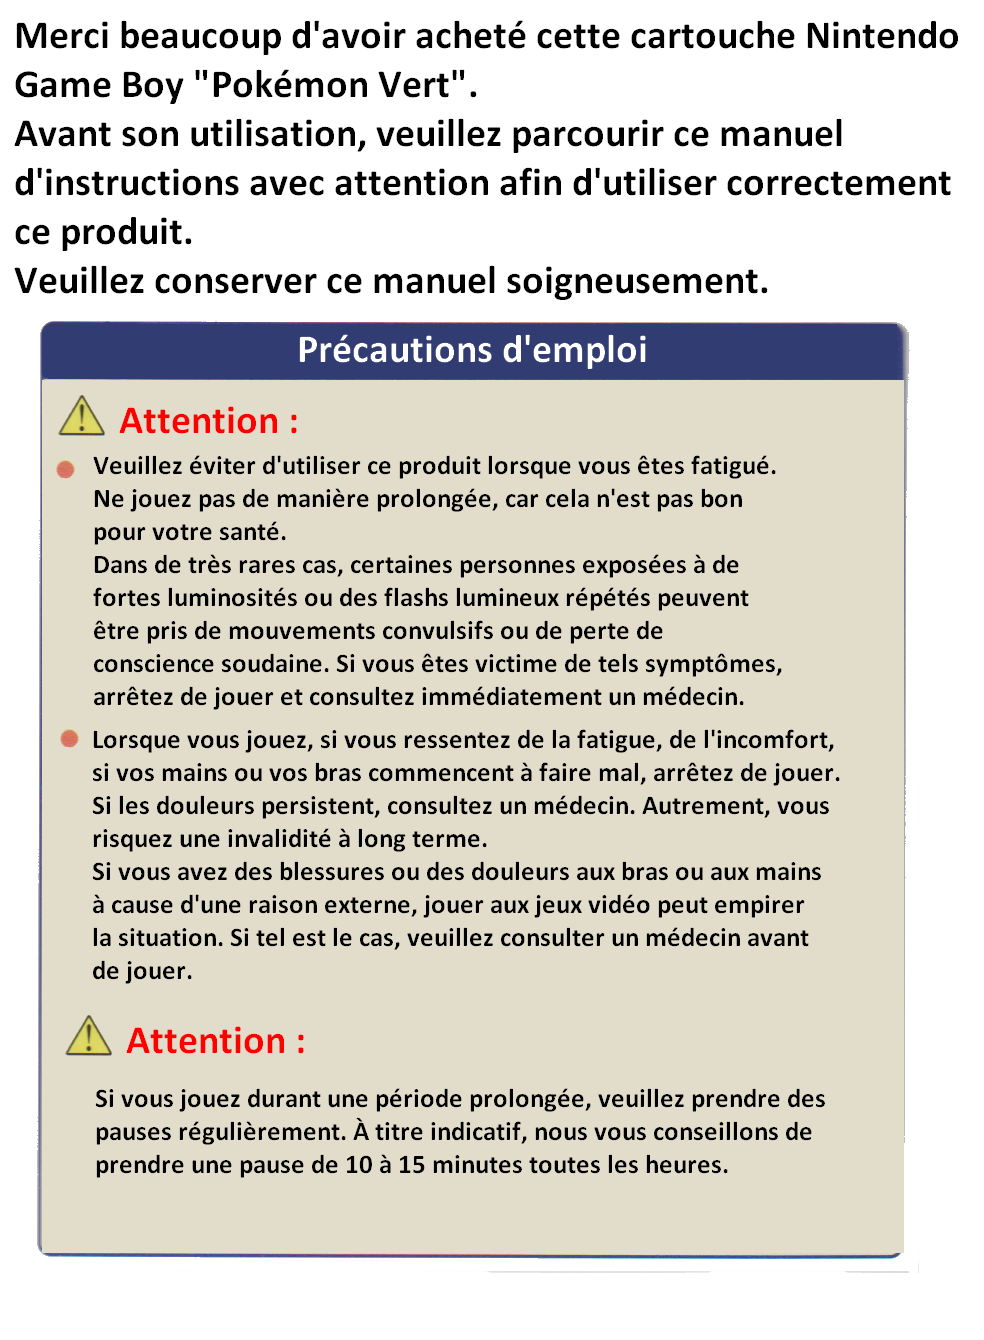 Merci beaucoup d'avoir acheté cette cartouche Nintendo
Game Boy "Pokémon Vert".
Avant son utilisation, veuillez parcourir ce manuel
d'instructions avec attention afin d'utiliser correctement
ce produit.
Veuillez conserver ce manuel soigneusement.
Précautions d'emploi
Attention :
Veuillez éviter d'utiliser ce produit lorsque vous êtes fatigué.
Ne jouez pas de manière prolongée, car cela n'est pas bon
pour votre santé.
Dans de très rares cas, certaines personnes exposées à de
fortes luminosités ou des flashs lumineux répétés peuvent
être pris de mouvements convulsifs ou de perte de
conscience soudaine. Si vous êtes victime de tels symptômes,
arrêtez de jouer et consultez immédiatement un médecin.
Lorsque vous jouez, si vous ressentez de la fatigue, de l'incomfort,
si vos mains ou vos bras commencent à faire mal, arrêtez de jouer.
Si les douleurs persistent, consultez un médecin. Autrement, vous
risquez une invalidité à long terme.
Si vous avez des blessures ou des douleurs aux bras ou aux mains
à cause d'une raison externe, jouer aux jeux vidéo peut empirer
la situation. Si tel est le cas, veuillez consulter un médecin avant
de jouer.
Attention :
Si vous jouez durant une période prolongée, veuillez prendre des
pauses régulièrement. À titre indicatif, nous vous conseillons de
prendre une pause de 10 à 15 minutes toutes les heures.